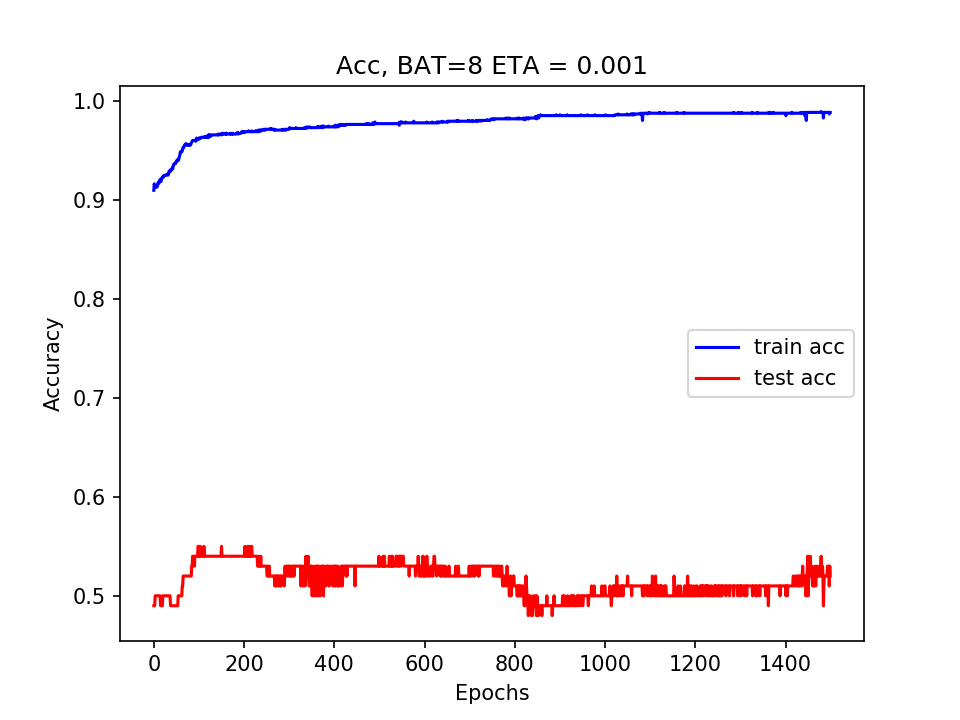 Acc, BAT=8 ETA = 0.001
1.0
0.9
0.8
0.7
0.6
0.5
Accuracy
train acc
test acc
0 200 400 600 800 1000 1200 1400
Epochs